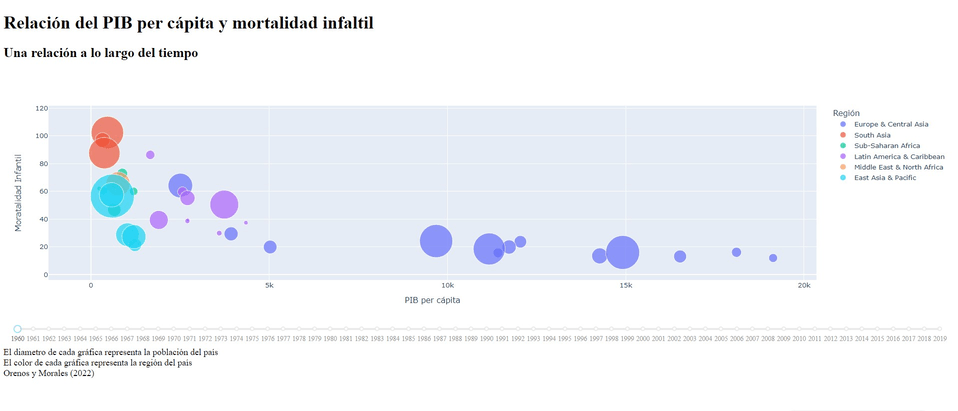 Relación del PIB per cápita y mortalidad infaltil
Una relación a lo largo del tiempo
120
100
80
60
40
20
0
Moratalidad Infantil
0
5k
10k
15k
20k
PIB per cápita
Región
Europe & Central Asia
South Asia
Sub-Saharan Africa
Latin America & Caribbean
Middle East & North Africa
East Asia & Pacific
1960 1961 1962 1963 1964 1965 1966 1967 1968 1969 1970 1971 1972 1973 1974 1975 1976 1977 1978 1979 1980 1981 1982 1983 1984 1985 1986 1987 1988 1989 1990 1991 1992 1993 1994 1995 1996 1997 1998 1999 2000 2001 2002 2003 2004 2005 2006 2007 2008 2009 2010 2011 2012 2013 2014 2015 2016 2017 2018 2019
El diametro de cada gráfica representa la población del pais
El color de cada gráfica representa la región del pais
Orenos y Morales (2022)